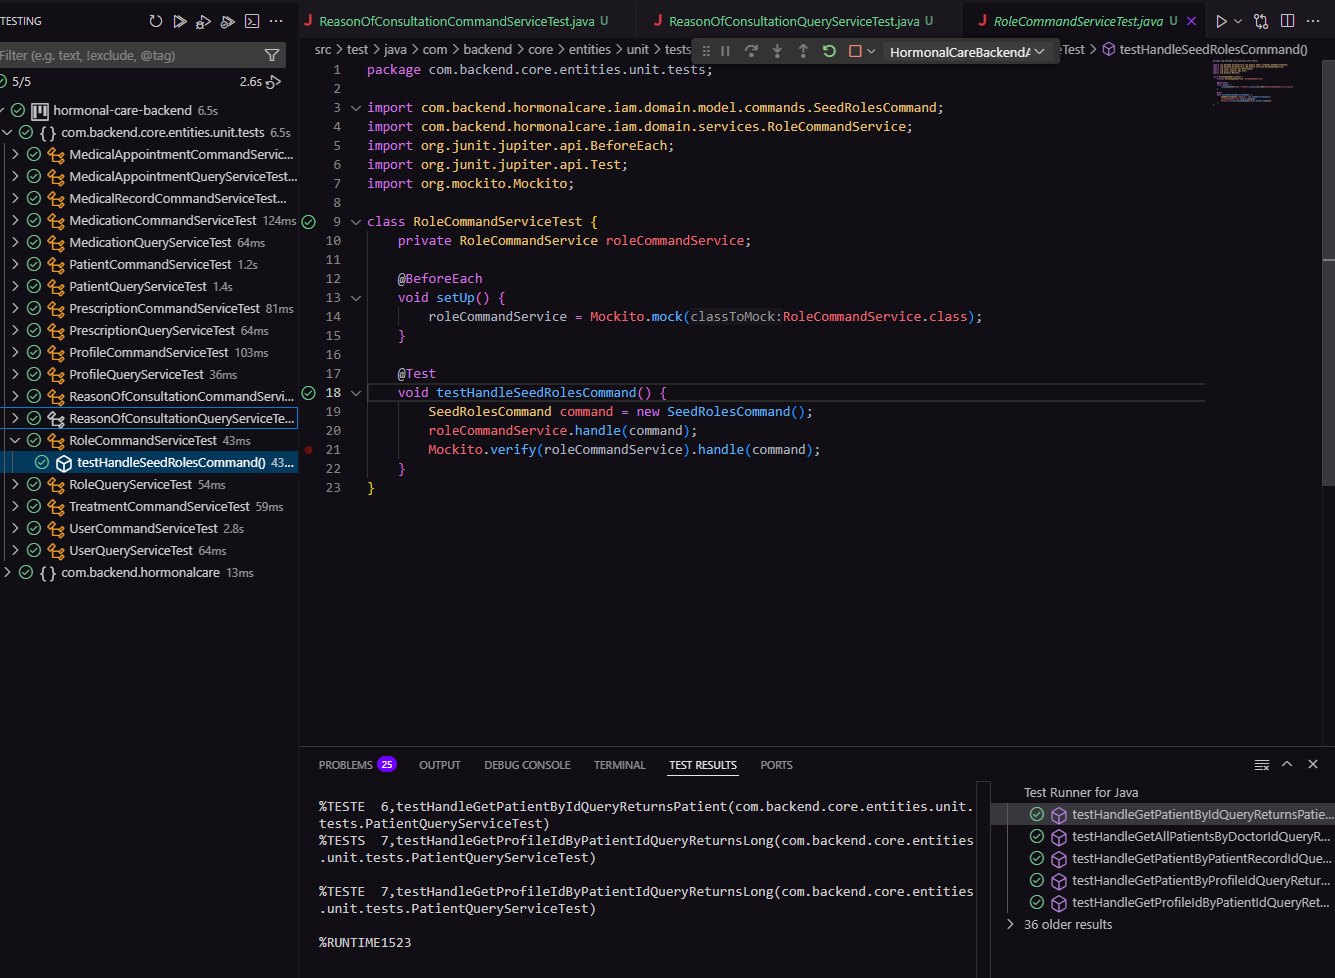 TESTING
Filter (e.g. text, !exclude, @tag)
5/5
2.6s
hormonal-care-backend 6.5s
{ } com.backend.core.entities.unit.tests 6.5s
MedicalAppointmentCommandServic...
MedicalAppointmentQueryServiceTest...
MedicalRecordCommandServiceTest...
MedicationCommandServiceTest 124ms
MedicationQueryServiceTest 64ms
PatientCommandServiceTest 1.2s
PatientQueryServiceTest 1.4s
PrescriptionCommandServiceTest 81ms
PrescriptionQueryServiceTest 64ms
ProfileCommandServiceTest 103ms
ProfileQueryServiceTest 36ms
ReasonOfConsultationCommandServi...
ReasonOfConsultationQueryServiceTe...
RoleCommandServiceTest 43ms
testHandleSeedRolesCommand() 43...
RoleQueryServiceTest 54ms
TreatmentCommandServiceTest 59ms
UserCommandServiceTest 2.8s
UserQueryServiceTest 64ms
{ } com.backend.hormonalcare 13ms
J ReasonOfConsultationCommandServiceTest.java U
J ReasonOfConsultationQueryServiceTest.java U
J RoleCommandServiceTest.java U
src > test > java > com > backend > core > entities > unit > tests
HormonalCareBackendA
eTest > testHandleSeedRolesCommand()
1 package com.backend.core.entities.unit.tests;
2
3 import com.backend.hormonalcare.iam.domain.model.commands.SeedRolesCommand;
4 import com.backend.hormonalcare.iam.domain.services.RoleCommandService;
5 import org.junit.jupiter.api.BeforeEach;
6 import org.junit.jupiter.api.Test;
7 import org.mockito.Mockito;
8
9 class RoleCommandServiceTest {
10 private RoleCommandService roleCommandService;
11
12 @BeforeEach
13 void setUp() {
14 roleCommandService = Mockito.mock(classToMock:RoleCommandService.class);
15 }
16
17 @Test
18 void testHandleSeedRolesCommand() {
19 SeedRolesCommand command = new SeedRolesCommand();
20 roleCommandService.handle(command);
21 Mockito.verify(roleCommandService).handle(command);
22 }
23 }
PROBLEMS 25 OUTPUT DEBUG CONSOLE TERMINAL TEST RESULTS PORTS
%TESTE 6,testHandleGetPatientByIdQueryReturnsPatient(com.backend.core.entities.unit.
tests.PatientQueryServiceTest)
%TESTS 7,testHandleGetProfileIdByPatientIdQueryReturnsLong(com.backend.core.entities
.unit.tests.PatientQueryServiceTest)
%TESTE 7,testHandleGetProfileIdByPatientIdQueryReturnsLong(com.backend.core.entities
.unit.tests.PatientQueryServiceTest)
%RUNTIME1523
Test Runner for Java
testHandleGetPatientByIdQueryReturnsPatie...
testHandleGetAllPatientsByDoctorIdQueryR...
testHandleGetPatientByPatientRecordIdQue...
testHandleGetPatientByProfileIdQueryRetur...
testHandleGetProfileIdByPatientIdQueryRet...
36 older results